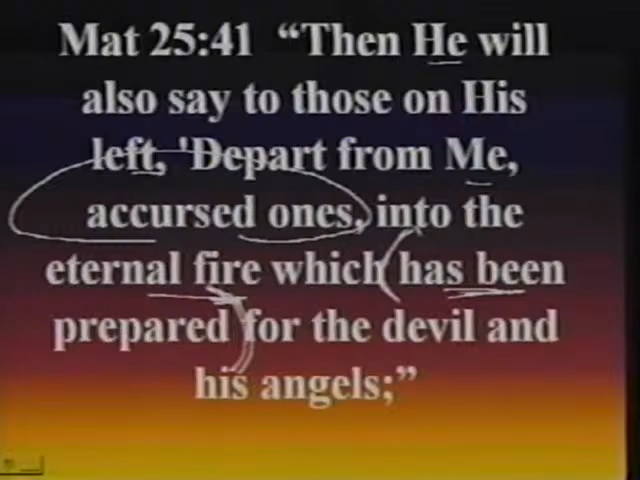 Mat 25:41 “Then He will
also say to those on His
left, 'Depart from Me,
accursed ones, into the
eternal fire which has been
prepared for the devil and
his angels;”